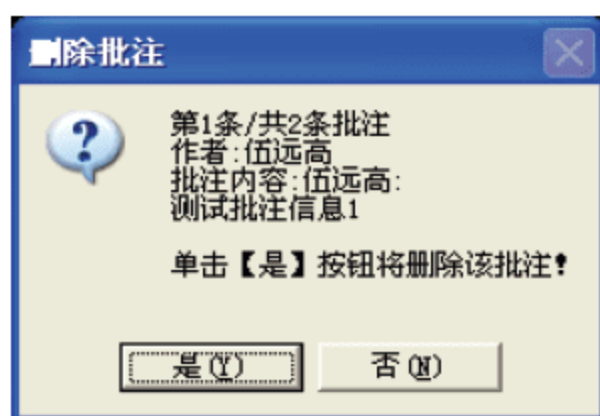 删除批注
第1条/共2条批注
作者:伍远高
批注内容:伍远高:
测试批注信息1
单击【是】按钮将删除该批注!
是(Y) 否(N)